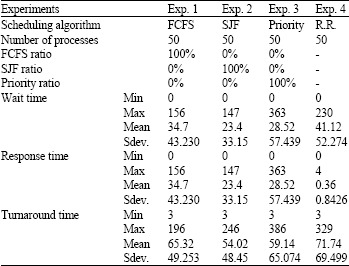 Experiments Exp. 1 Exp. 2 Exp. 3 Exp. 4
Scheduling algorithm FCFS SJF Priority R.R.
Number of processes 50 50 50 50
FCFS ratio 100% 0% 0% -
SJF ratio 0% 100% 0% -
Priority ratio 0% 0% 100% -
Wait time Min 0 0 0 0
Max 156 147 363 230
Mean 34.7 23.4 28.52 41.12
Sdev. 43.230 33.15 57.439 52.274
Response time Min 0 0 0 0
Max 156 147 363 4
Mean 34.7 23.4 28.52 0.36
Sdev. 43.230 33.15 57.439 0.8426
Turnaround time Min 3 3 3 3
Max 196 246 386 329
Mean 65.32 54.02 59.14 71.74
Sdev. 49.253 48.45 65.074 69.499